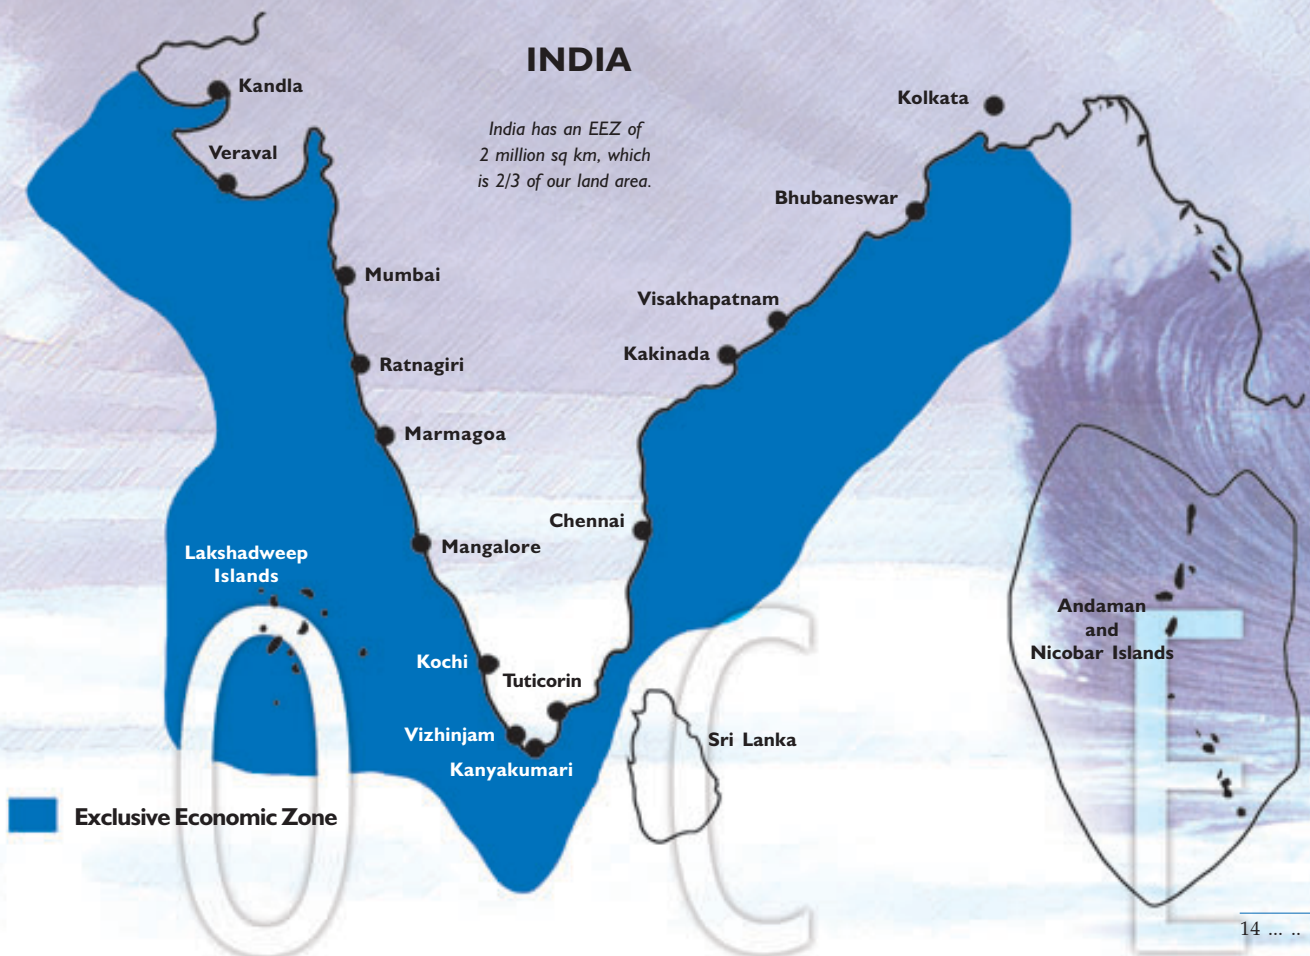 INDIA
India has an EEZ of
2 million sq km, which
is 2/3 of our land area.
Kandla
Kolkata
Veraval
Bhubaneswar
Mumbai
Visakhapatnam
Kakinada
Ratnagiri
Marmagoa
Chennai
Mangalore
Lakshadweep
Islands
Andaman
and
Nicobar Islands
Kochi
Tuticorin
Vizhinjam
Sri Lanka
Kanyakumari
Exclusive Economic Zone
O C E
14 ... ..